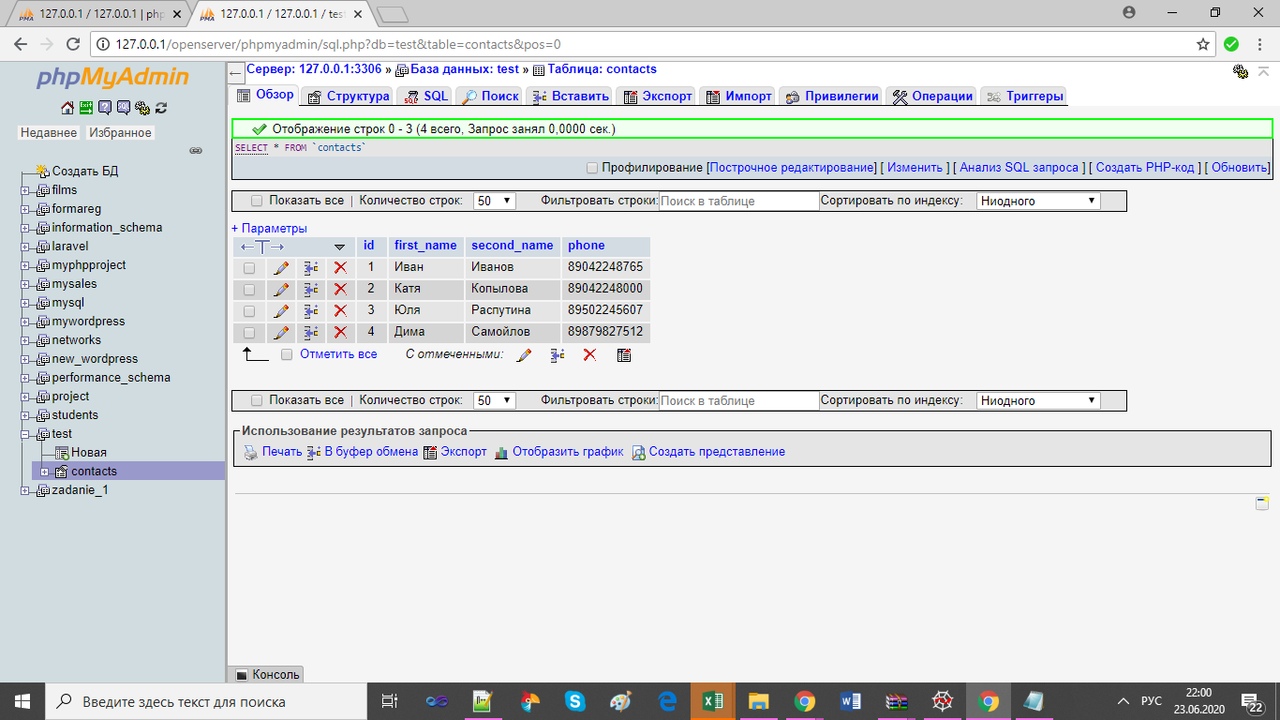 127.0.0.1 / 127.0.0.1 | php
127.0.0.1 / 127.0.0.1 / tes
127.0.0.1/openserver/phpmyadmin/sql.php?db=test&table=contacts&pos=0
phpMyAdmin
Недавнее Избранное
Создать БД
films
formareg
information_schema
laravel
myphpproject
mysales
mysql
mywordpress
networks
new_wordpress
performance_schema
project
students
test
Новая
contacts
zadanie_1
Сервер: 127.0.0.1:3306 » База данных: test » Таблица: contacts
Обзор Структура SQL Поиск Вставить Экспорт Импорт Привилегии Операции Триггеры
Отображение строк 0 - 3 (4 всего, Запрос занял 0,0000 сек.)
SELECT * FROM `contacts`
Профилирование [Построчное редактирование] [ Изменить ] [ Анализ SQL запроса ] [ Создать PHP-код ] [ Обновить]
Показать все | Количество строк: 50 Фильтровать строки: Поиск в таблице Сортировать по индексу: Ниодного
+ Параметры
id first_name second_name phone
1 Иван Иванов 89042248765
2 Катя Копылова 89042248000
3 Юля Распутина 89502245607
4 Дима Самойлов 89879827512
Отметить все С отмеченными:
Показать все | Количество строк: 50 Фильтровать строки: Поиск в таблице Сортировать по индексу: Ниодного
Использование результатов запроса
Печать В буфер обмена Экспорт Отобразить график Создать представление
Консоль
Введите здесь текст для поиска
РУС
22:00
23.06.2020
22